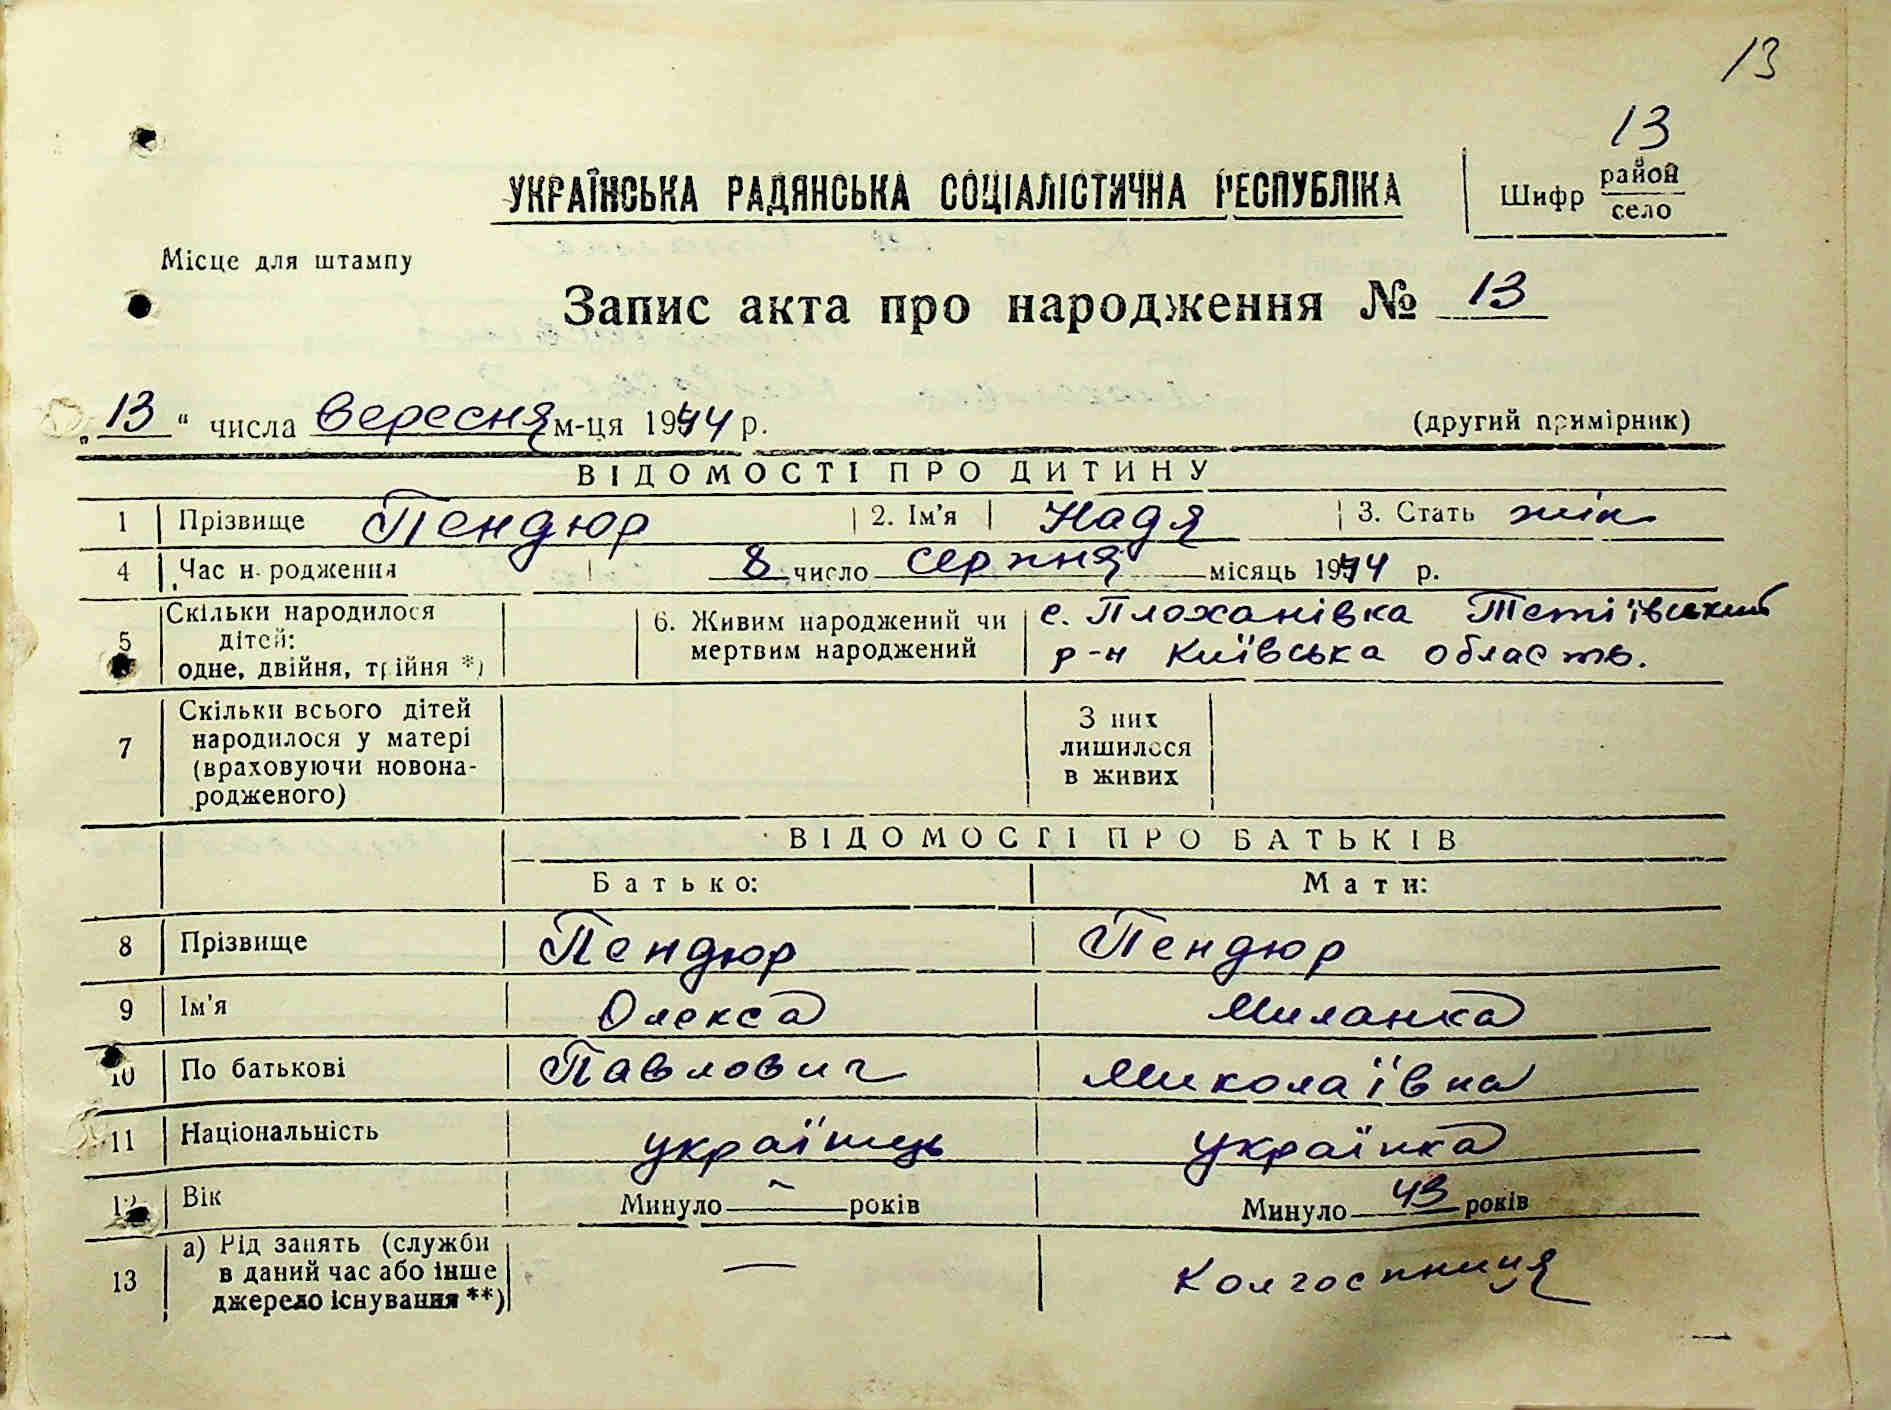 13
13
УКРАЇНСЬКА РАДЯНСЬКА СОЦІАЛІСТИЧНА РЕСПУБЛІКА
Шифр район
село
Місце для штампу
Запис акта про народження № 13
„13“ числа вересня м-ця 1944 р.
(другий примірник)
ВІДОМОСТІ ПРО ДИТИНУ
1 Прізвище Пендюр 2. Ім'я Надя 3. Стать жін
4 Час народження 8 число серпня місяць 1944 р.
5 Скільки народилося дітей: одне, двійня, трійня *)
6. Живим народжений чи мертвим народжений
с. Плоханівка Тетіївський
р-н Київська область.
7 Скільки всього дітей народилося у матері (враховуючи новонародженого)
З них лишилося в живих
ВІДОМОСТІ ПРО БАТЬКІВ
Батько: Мати:
8 Прізвище Пендюр Пендюр
9 Ім'я Олекса Миланка
10 По батькові Павлович Миколаївна
11 Національність українець українка
12 Вік Минуло — років Минуло 43 років
13 а) Рід занять (служби в даний час або інше джерело існування **) — Колгоспниця